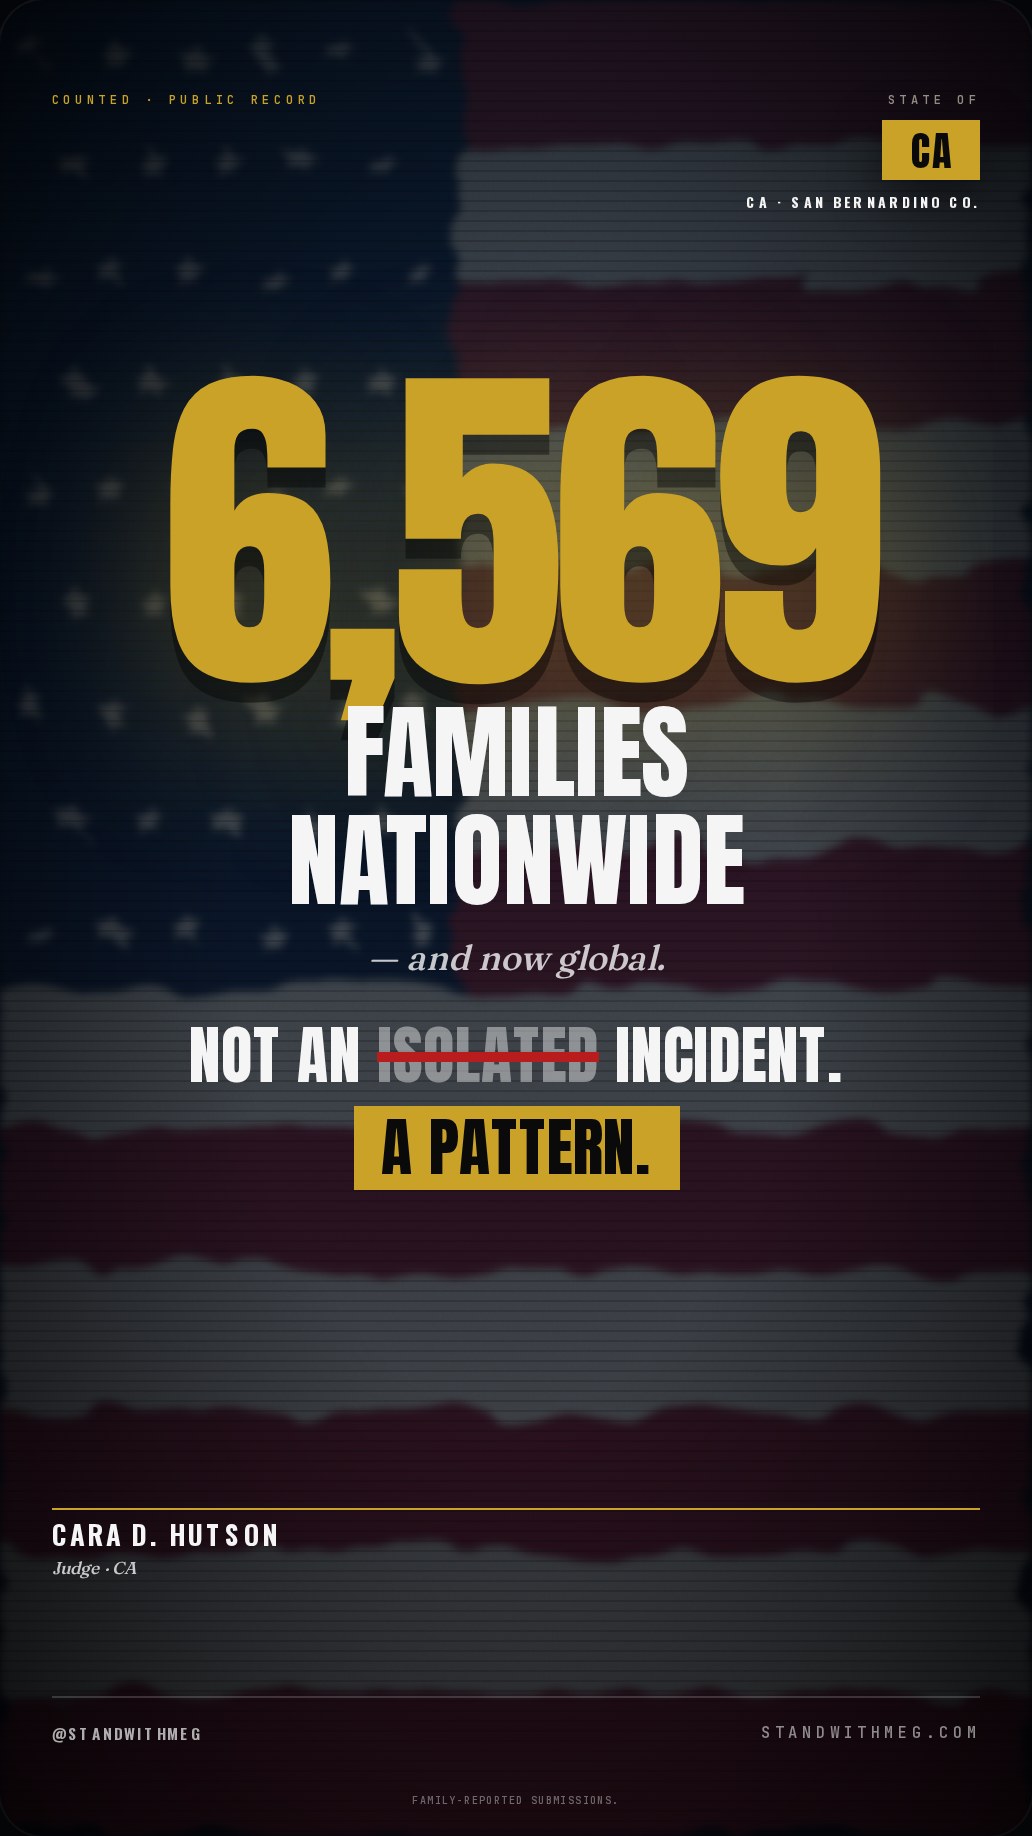 COUNTED · PUBLIC RECORD
STATE OF
CA
CA · SAN BERNARDINO CO.
6,569
FAMILIES
NATIONWIDE
— and now global.
NOT AN ISOLATED INCIDENT.
A PATTERN.
CARA D. HUTSON
Judge · CA
@STANDWITHMEG
STANDWITHMEG.COM
FAMILY-REPORTED SUBMISSIONS.